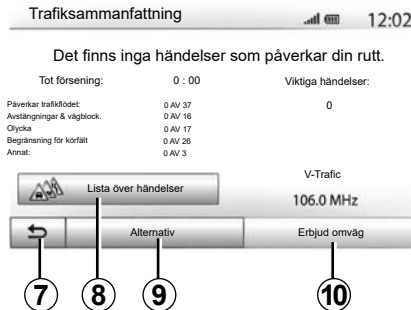 Trafiksammanfattning 12:02
Det finns inga händelser som påverkar din rutt.
Tot försening: 0 : 00 Viktiga händelser:
Påverkar trafikflödet: 0 AV 37 0
Avstängningar & vägblock. 0 AV 16
Olycka 0 AV 17
Begränsning för körfält 0 AV 26
Annat: 0 AV 3
V-Trafic
Lista över händelser 106.0 MHz
Alternativ Erbjud omväg
7 8 9 10